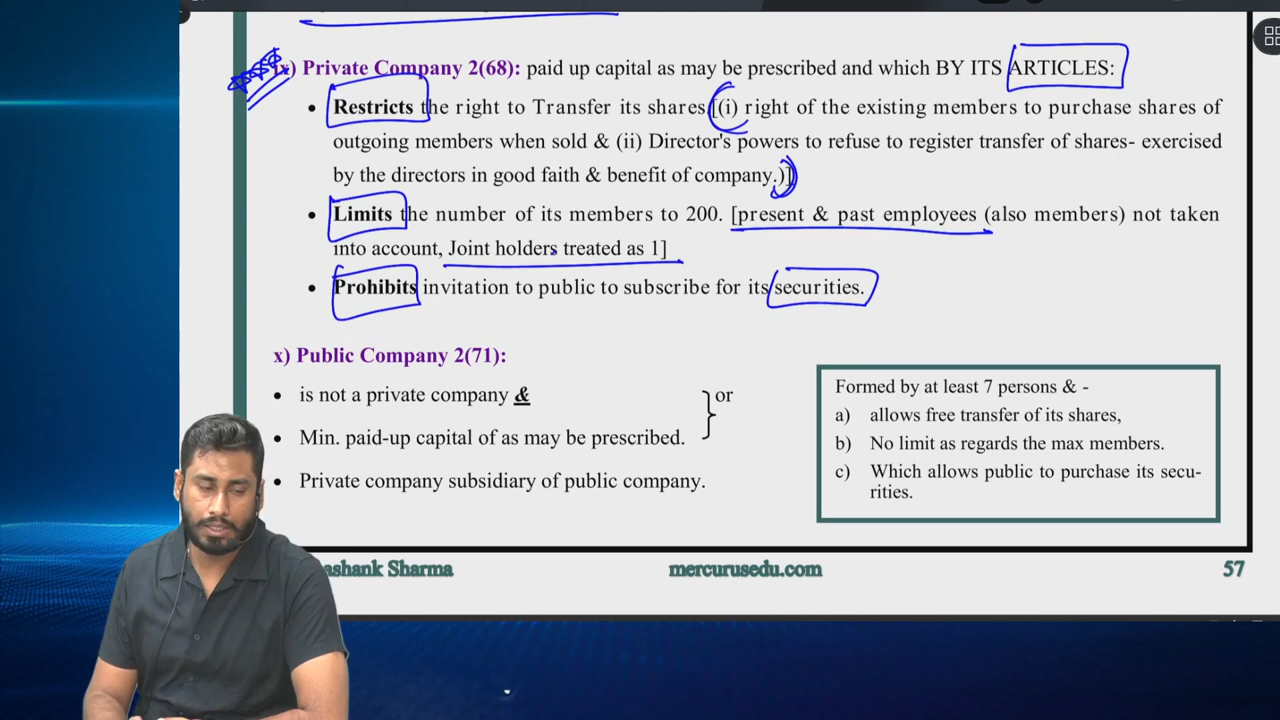 ix) Private Company 2(68): paid up capital as may be prescribed and which BY ITS ARTICLES:
• Restricts the right to Transfer its shares [(i) right of the existing members to purchase shares of
outgoing members when sold & (ii) Director's powers to refuse to register transfer of shares- exercised
by the directors in good faith & benefit of company.)]
• Limits the number of its members to 200. [present & past employees (also members) not taken
into account, Joint holders treated as 1]
• Prohibits invitation to public to subscribe for its securities.
x) Public Company 2(71):
• is not a private company &
• Min. paid-up capital of as may be prescribed.
} or
• Private company subsidiary of public company.
Formed by at least 7 persons & -
a) allows free transfer of its shares,
b) No limit as regards the max members.
c) Which allows public to purchase its secu-
rities.
ashank Sharma
mercurusedu.com
57